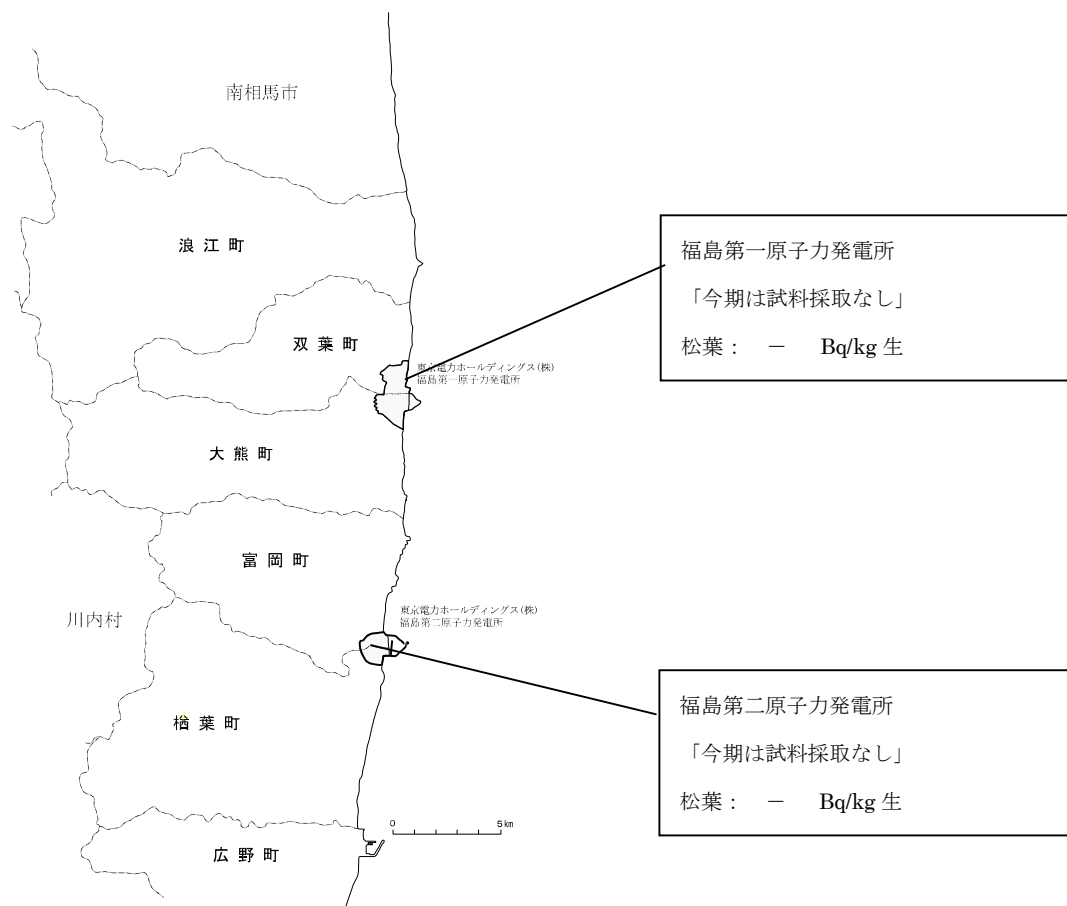 南相馬市
浪江町
福島第一原子力発電所
「今期は試料採取なし」
松葉： － Bq/kg 生
双葉町
東京電力ホールディングス(株)
福島第一原子力発電所
大熊町
富岡町
川内村
東京電力ホールディングス(株)
福島第二原子力発電所
福島第二原子力発電所
「今期は試料採取なし」
松葉： － Bq/kg 生
楢葉町
0 5km
広野町